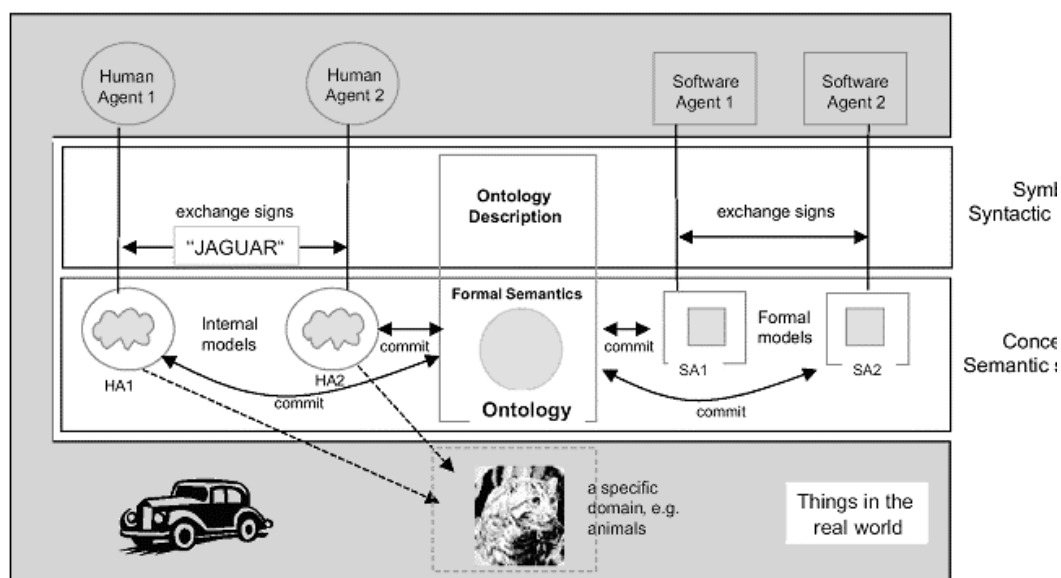 Human
Agent 1
Human
Agent 2
Software
Agent 1
Software
Agent 2
Ontology
Description
exchange signs
"JAGUAR"
exchange signs
Syntactic
Formal Semantics
Internal
models
Formal
models
commit
commit
HA1
HA2
SA1
SA2
commit
commit
Ontology
Semantic s
a specific
domain, e.g.
animals
Things in the
real world